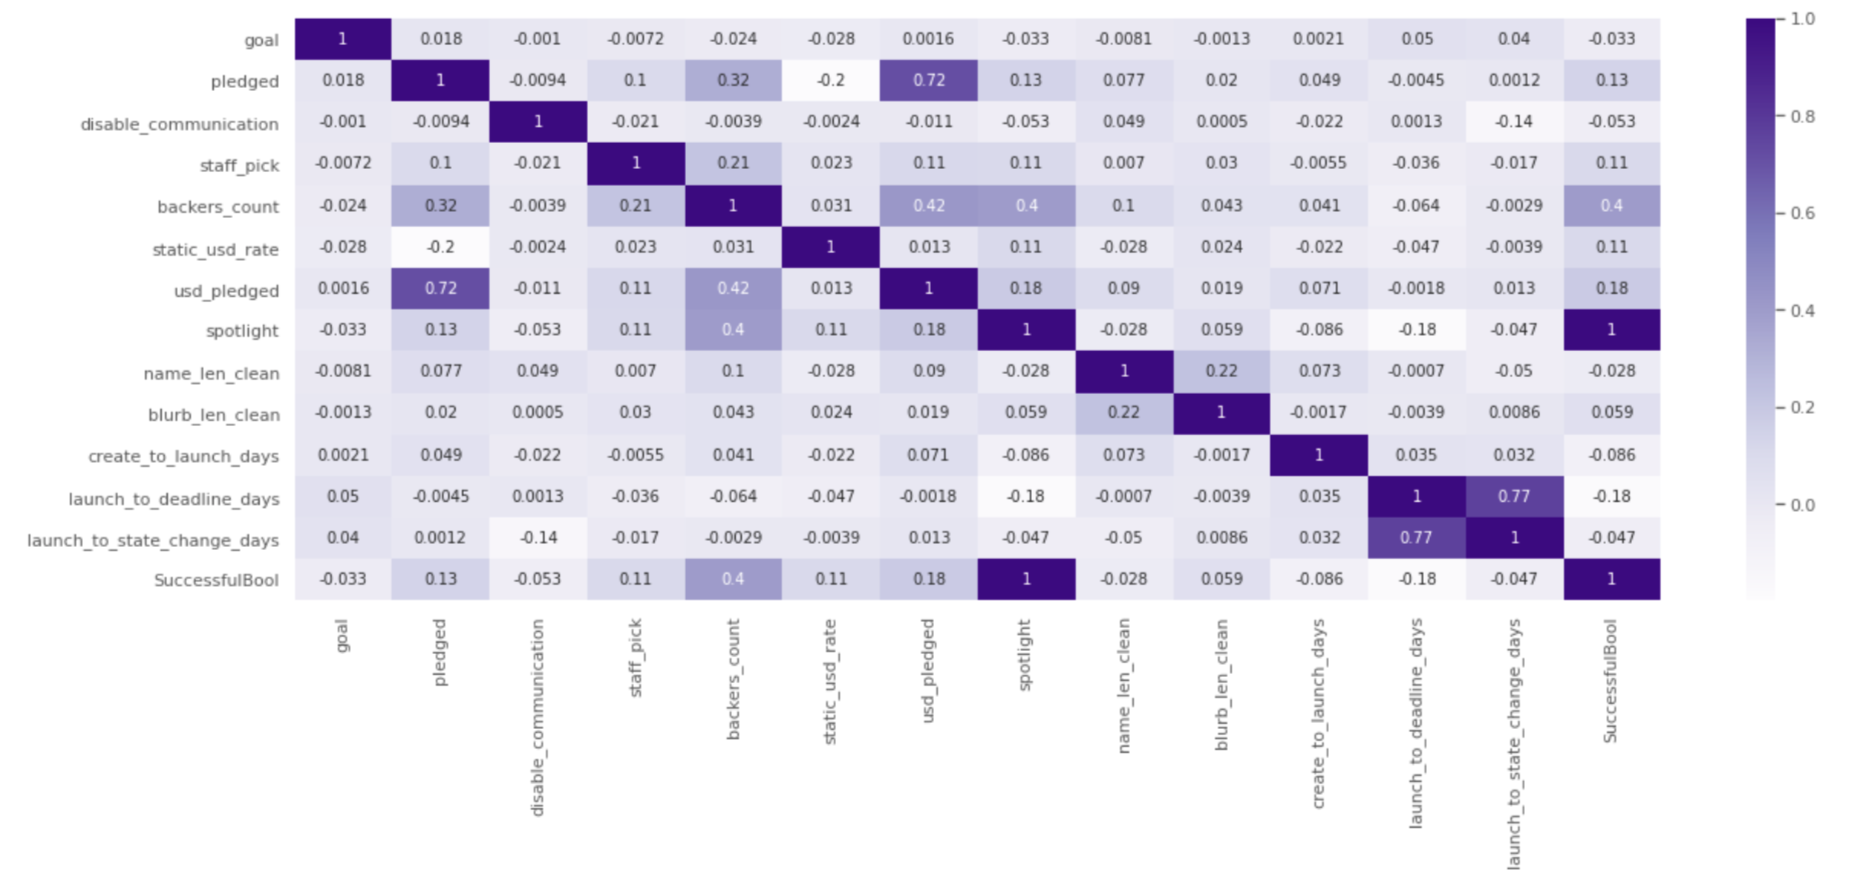 goal 1 0.018 -0.001 -0.0072 -0.024 -0.028 0.0016 -0.033 -0.0081 -0.0013 0.0021 0.05 0.04 -0.033 1.0
pledged 0.018 1 -0.0094 0.1 0.32 -0.2 0.72 0.13 0.077 0.02 0.049 -0.0045 0.0012 0.13
disable_communication -0.001 -0.0094 1 -0.021 -0.0039 -0.0024 -0.011 -0.053 0.049 0.0005 -0.022 0.0013 -0.14 -0.053 0.8
staff_pick -0.0072 0.1 -0.021 1 0.21 0.023 0.11 0.11 0.007 0.03 -0.0055 -0.036 -0.017 0.11
backers_count -0.024 0.32 -0.0039 0.21 1 0.031 0.42 0.4 0.1 0.043 0.041 -0.064 -0.0029 0.4 0.6
static_usd_rate -0.028 -0.2 -0.0024 0.023 0.031 1 0.013 0.11 -0.028 0.024 -0.022 -0.047 -0.0039 0.11
usd_pledged 0.0016 0.72 -0.011 0.11 0.42 0.013 1 0.18 0.09 0.019 0.071 -0.0018 0.013 0.18 0.4
spotlight -0.033 0.13 -0.053 0.11 0.4 0.11 0.18 1 -0.028 0.059 -0.086 -0.18 -0.047 1
name_len_clean -0.0081 0.077 0.049 0.007 0.1 -0.028 0.09 -0.028 1 0.22 0.073 -0.0007 -0.05 -0.028
blurb_len_clean -0.0013 0.02 0.0005 0.03 0.043 0.024 0.019 0.059 0.22 1 -0.0017 -0.0039 0.0086 0.059 0.2
create_to_launch_days 0.0021 0.049 -0.022 -0.0055 0.041 -0.022 0.071 -0.086 0.073 -0.0017 1 0.035 0.032 -0.086
launch_to_deadline_days 0.05 -0.0045 0.0013 -0.036 -0.064 -0.047 -0.0018 -0.18 -0.0007 -0.0039 0.035 1 0.77 -0.18 0.0
launch_to_state_change_days 0.04 0.0012 -0.14 -0.017 -0.0029 -0.0039 0.013 -0.047 -0.05 0.0086 0.032 0.77 1 -0.047
SuccessfulBool -0.033 0.13 -0.053 0.11 0.4 0.11 0.18 1 -0.028 0.059 -0.086 -0.18 -0.047 1
goal
pledged
disable_communication
staff_pick
backers_count
static_usd_rate
usd_pledged
spotlight
name_len_clean
blurb_len_clean
create_to_launch_days
launch_to_deadline_days
launch_to_state_change_days
SuccessfulBool